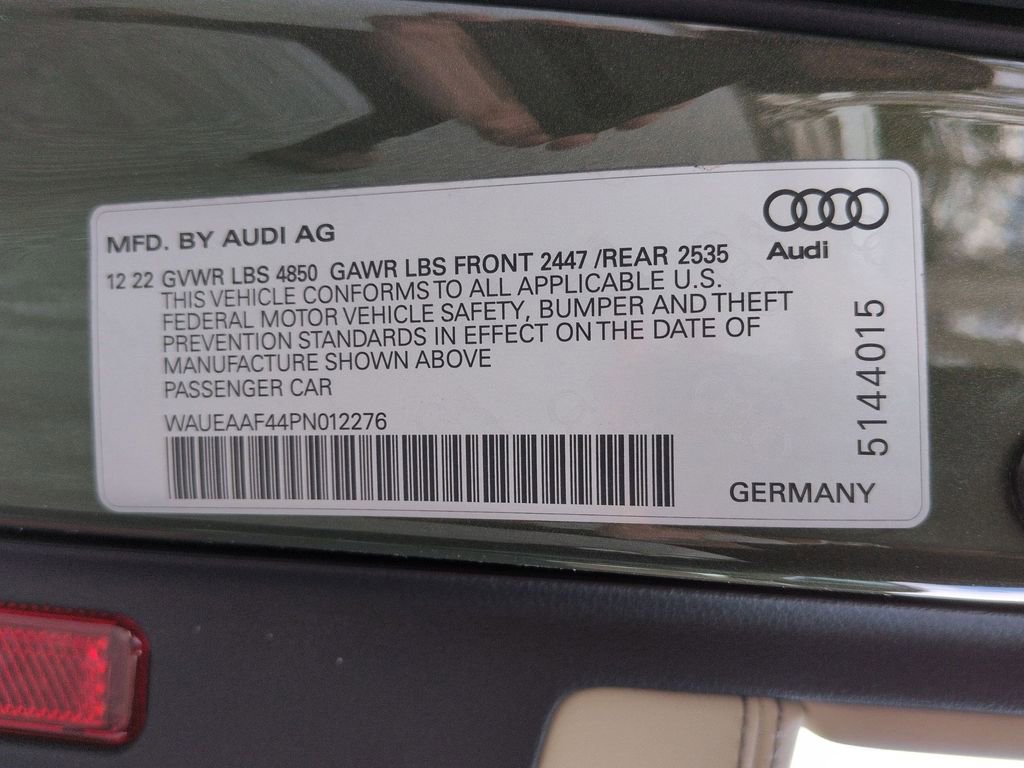 MFD. BY AUDI AG
Audi
12 22 GVWR LBS 4850 GAWR LBS FRONT 2447 /REAR 2535
THIS VEHICLE CONFORMS TO ALL APPLICABLE U.S.
FEDERAL MOTOR VEHICLE SAFETY, BUMPER AND THEFT
PREVENTION STANDARDS IN EFFECT ON THE DATE OF
MANUFACTURE SHOWN ABOVE
PASSENGER CAR
WAUEAAF44PN012276
5144015
GERMANY